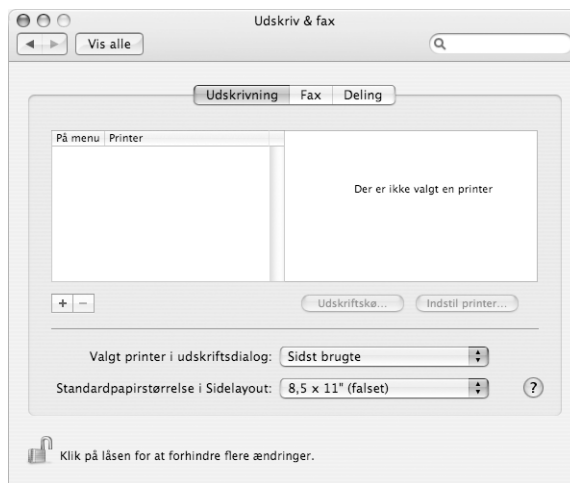 Udskriv & fax
Vis alle
Udskrivning Fax Deling
På menu Printer
Der er ikke valgt en printer
+ −
Udskriftskø... Indstil printer...
Valgt printer i udskriftsdialog: Sidst brugte
Standardpapirstørrelse i Sidelayout: 8,5 x 11" (falset) ?
Klik på låsen for at forhindre flere ændringer.